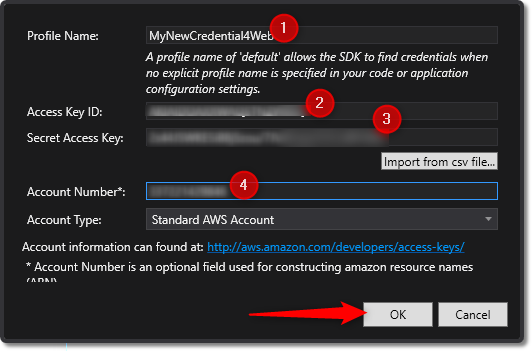 Profile Name: MyNewCredential4Web 1
A profile name of 'default' allows the SDK to find credentials when
no explicit profile name is specified in your code or application
configuration settings.
Access Key ID: 2
Secret Access Key: 3
Import from csv file...
Account Number*: 4
Account Type: Standard AWS Account
Account information can found at: http://aws.amazon.com/developers/access-keys/
* Account Number is an optional field used for constructing amazon resource names
(ARN)
OK Cancel